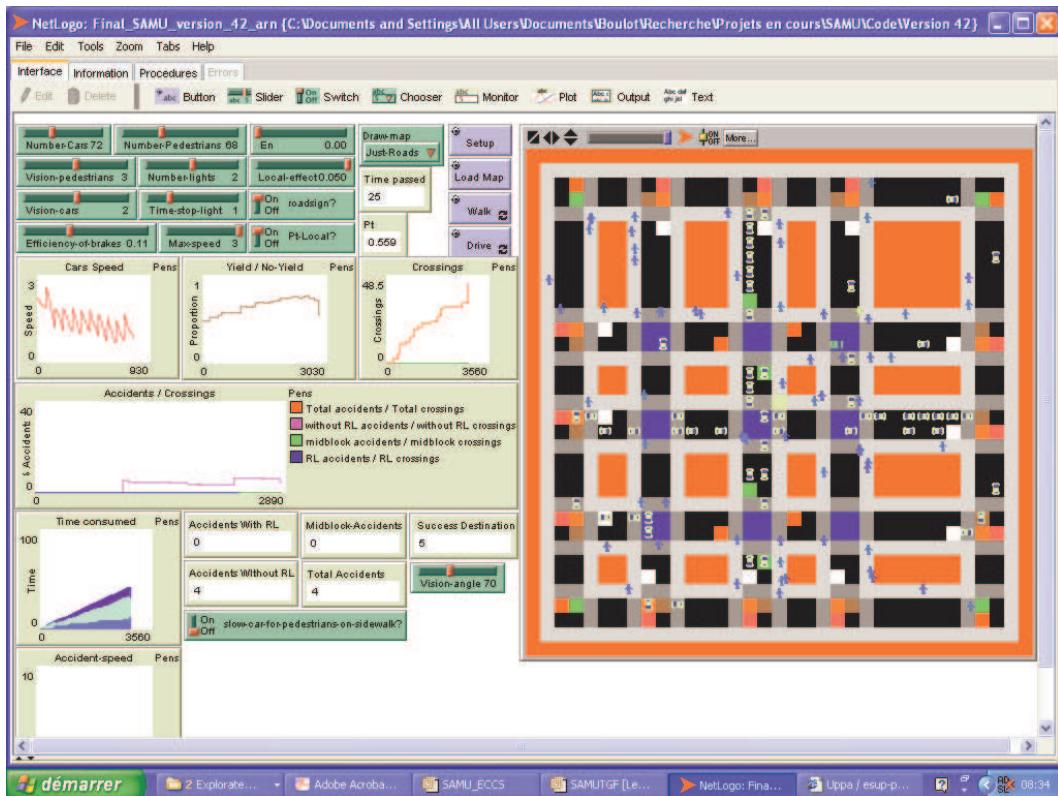 NetLogo: Final_SAMU_version_42_arn {C:\Documents and Settings\All Users\Documents\Boulot\Recherche\Projets en cours\SAMU\Code\Version 42}
File Edit Tools Zoom Tabs Help
Interface Information Procedures Errors
Edit Delete Button Slider Switch Chooser Monitor Plot Output Text
Number-Cars 72 Number-Pedestrians 68 En 0.00
Draw-map
Just-Roads
Setup
Vision-pedestrians 3 Number-lights 2 Local-effect 0.050
Time passed
25
Load Map
Vision-cars 2 Time-stop-light 1 On Off roadsign?
Walk
Efficiency-of-brakes 0.11 Max-speed 3 On Off Pt-Local?
Pt
0.559
Drive
ON OFF More...
Cars Speed Pens
3
Speed
0
0 930
Yield / No-Yield Pens
1
Proportion
0
0 3030
Crossings Pens
48.5
Crossings
0
0 3560
Accidents / Crossings
40
% Accidents
0
0 2890
Pens
Total accidents / Total crossings
without RL accidents / without RL crossings
midblock accidents / midblock crossings
RL accidents / RL crossings
Time consumed Pens
100
Time
0
0 3560
Accidents With RL
0
Midblock-Accidents
0
Success Destination
5
Accidents Without RL
4
Total Accidents
4
Vision-angle 70
On Off slow-car-for-pedestrians-on-sidewalk?
Accident-speed Pens
10
démarrer 2 Explorate... Adobe Acroba... SAMU_ECCS SAMUTGF [Le... NetLogo: Fina... Uppa / esup-p... 08:34